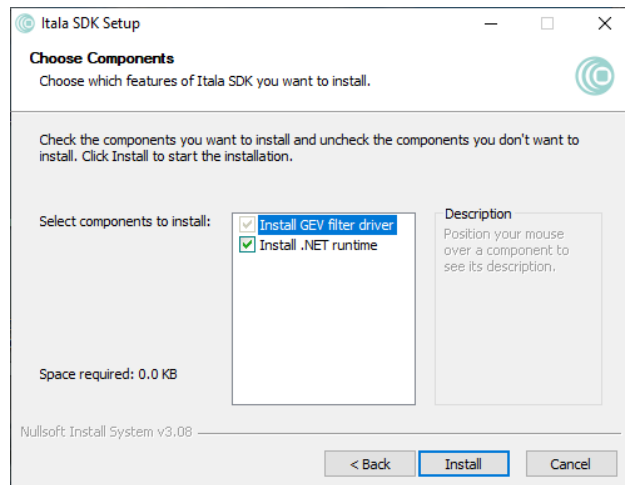 Itala SDK Setup
Choose Components
Choose which features of Itala SDK you want to install.
Check the components you want to install and uncheck the components you don't want to
install. Click Install to start the installation.
Select components to install:
Install GEV filter driver
Install .NET runtime
Description
Position your mouse
over a component to
see its description.
Space required: 0.0 KB
Nullsoft Install System v3.08
< Back
Install
Cancel